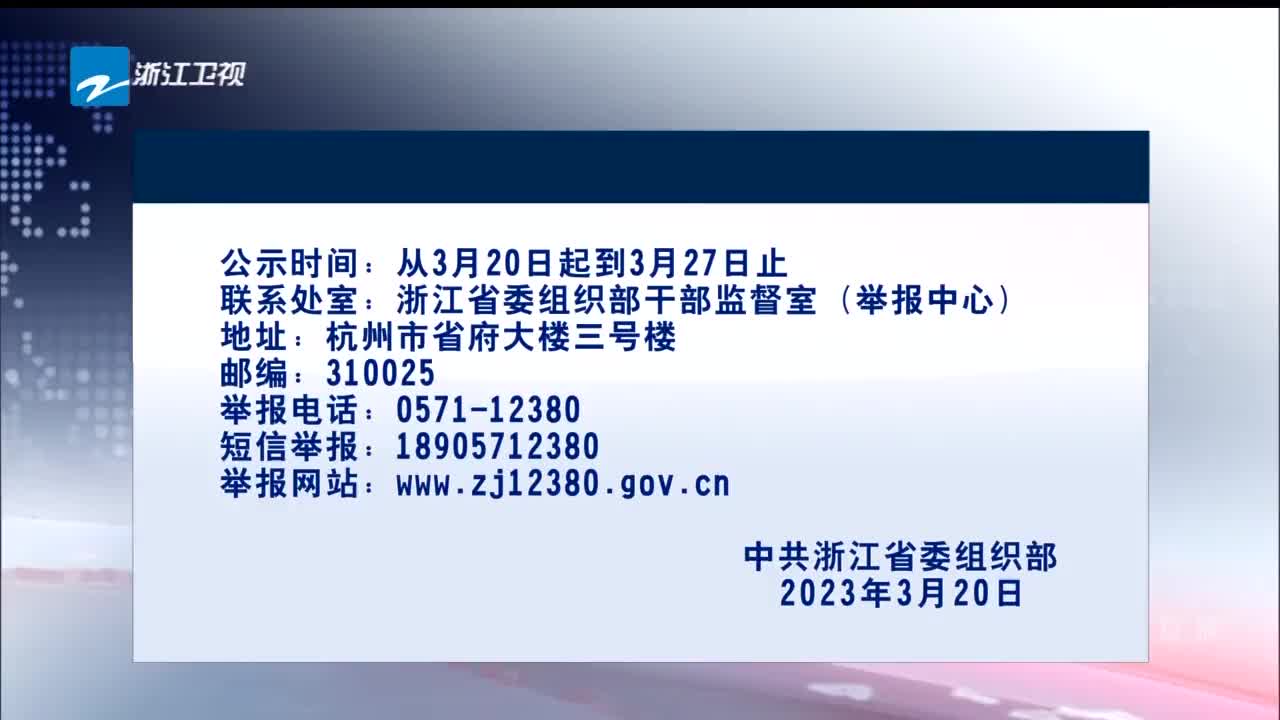 浙江卫视
公示时间：从3月20日起到3月27日止
联系处室：浙江省委组织部干部监督室（举报中心）
地址：杭州市省府大楼三号楼
邮编：310025
举报电话：0571-12380
短信举报：18905712380
举报网站：www.zj12380.gov.cn
中共浙江省委组织部
2023年3月20日